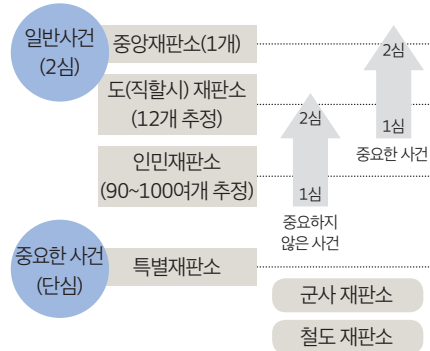 일반사건
(2심)
중앙재판소(1개)
도(직할시) 재판소
(12개 추정)
인민재판소
(90~100여개 추정)
2심
1심
중요하지
않은 사건
2심
1심
중요한 사건
중요한 사건
(단심)
특별재판소
군사 재판소
철도 재판소